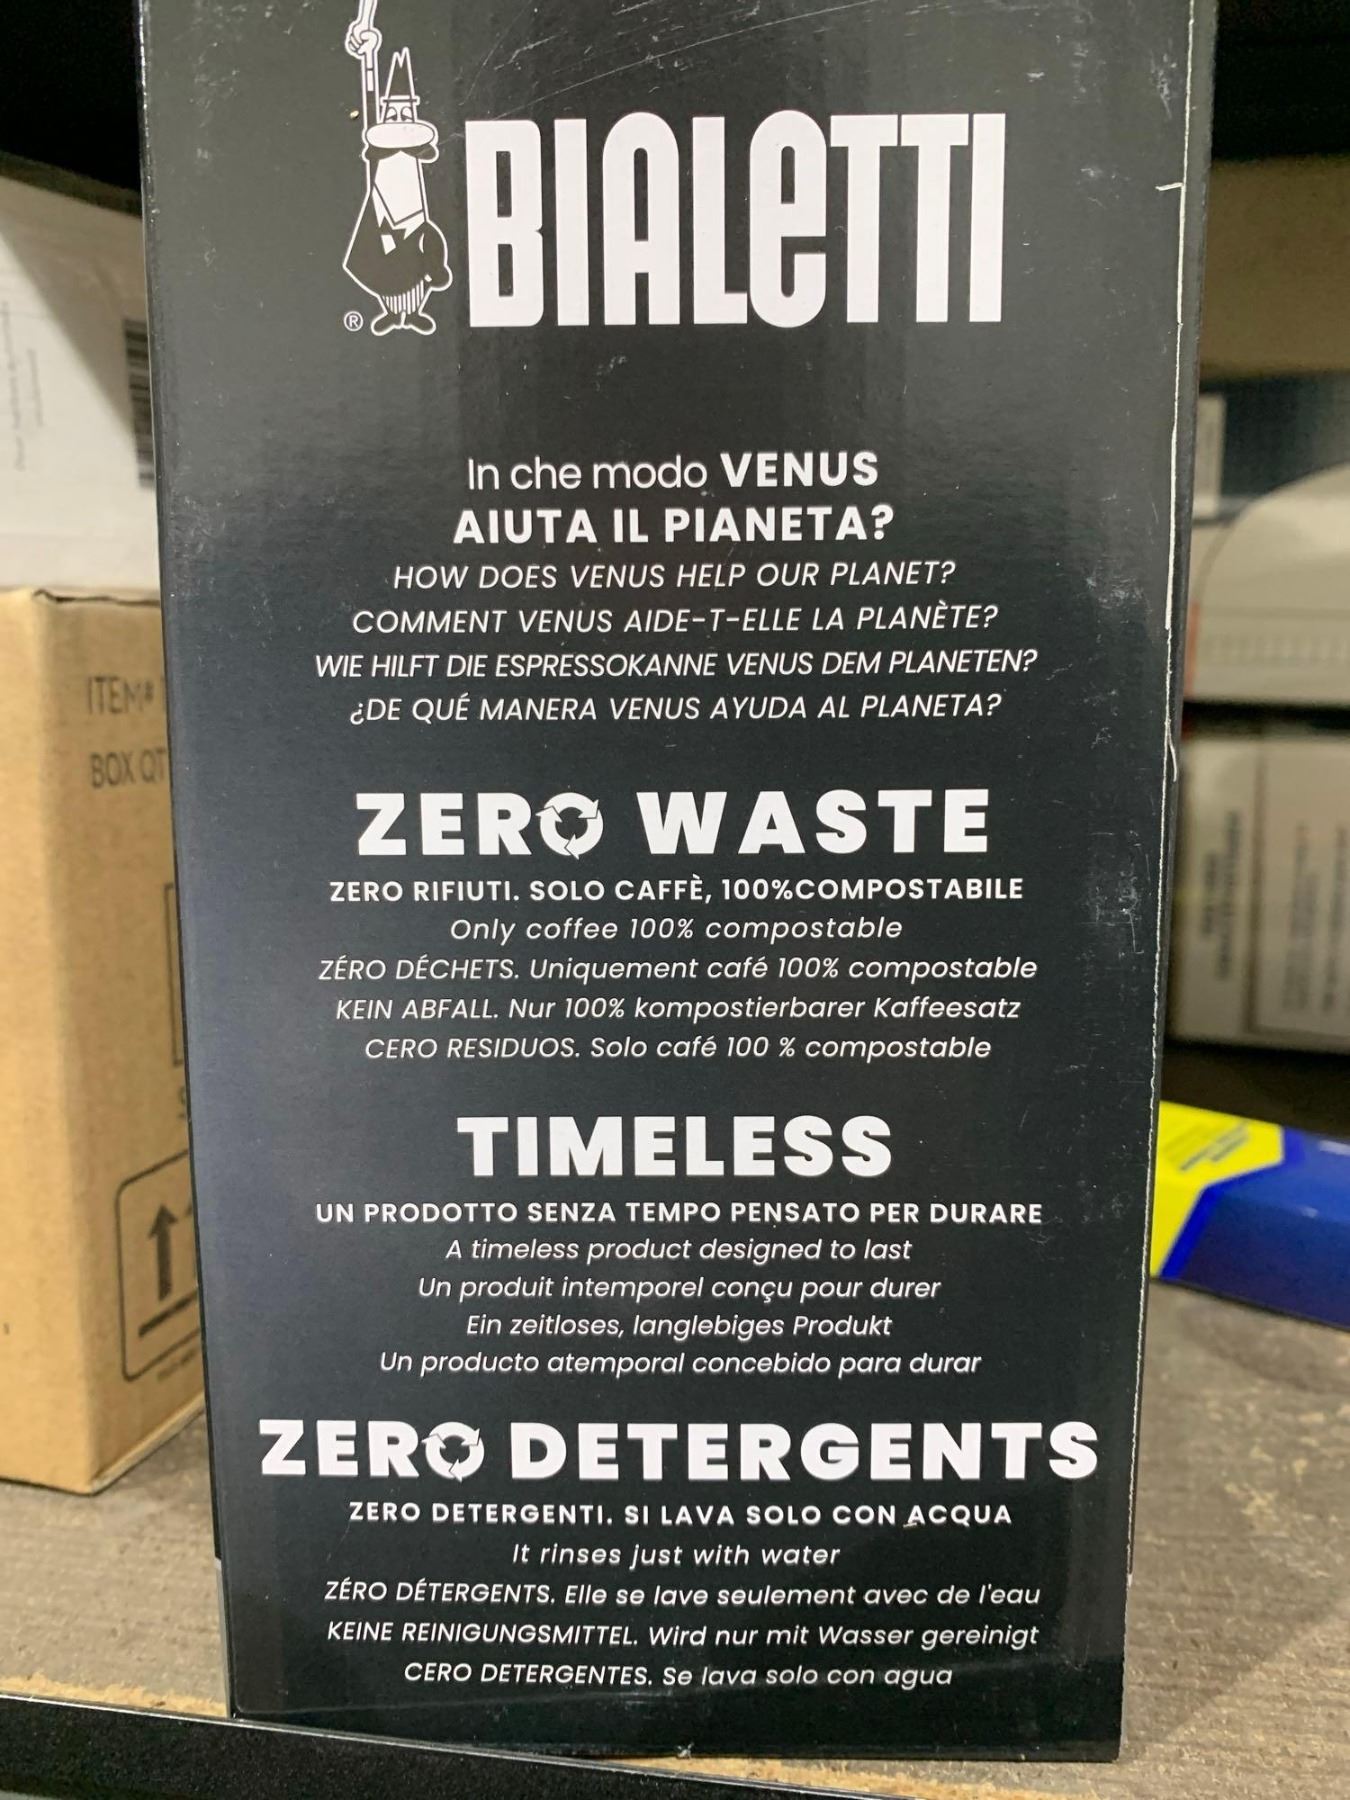 BIALETTI
®
In che modo VENUS
AIUTA IL PIANETA?
HOW DOES VENUS HELP OUR PLANET?
COMMENT VENUS AIDE-T-ELLE LA PLANÈTE?
WIE HILFT DIE ESPRESSOKANNE VENUS DEM PLANETEN?
¿DE QUÉ MANERA VENUS AYUDA AL PLANETA?
ZERO WASTE
ZERO RIFIUTI. SOLO CAFFÈ, 100%COMPOSTABILE
Only coffee 100% compostable
ZÉRO DÉCHETS. Uniquement café 100% compostable
KEIN ABFALL. Nur 100% kompostierbarer Kaffeesatz
CERO RESIDUOS. Solo café 100 % compostable
TIMELESS
UN PRODOTTO SENZA TEMPO PENSATO PER DURARE
A timeless product designed to last
Un produit intemporel conçu pour durer
Ein zeitloses, langlebiges Produkt
Un producto atemporal concebido para durar
ZERO DETERGENTS
ZERO DETERGENTI. SI LAVA SOLO CON ACQUA
It rinses just with water
ZÉRO DÉTERGENTS. Elle se lave seulement avec de l'eau
KEINE REINIGUNGSMITTEL. Wird nur mit Wasser gereinigt
CERO DETERGENTES. Se lava solo con agua
ITEM#
BOX QT